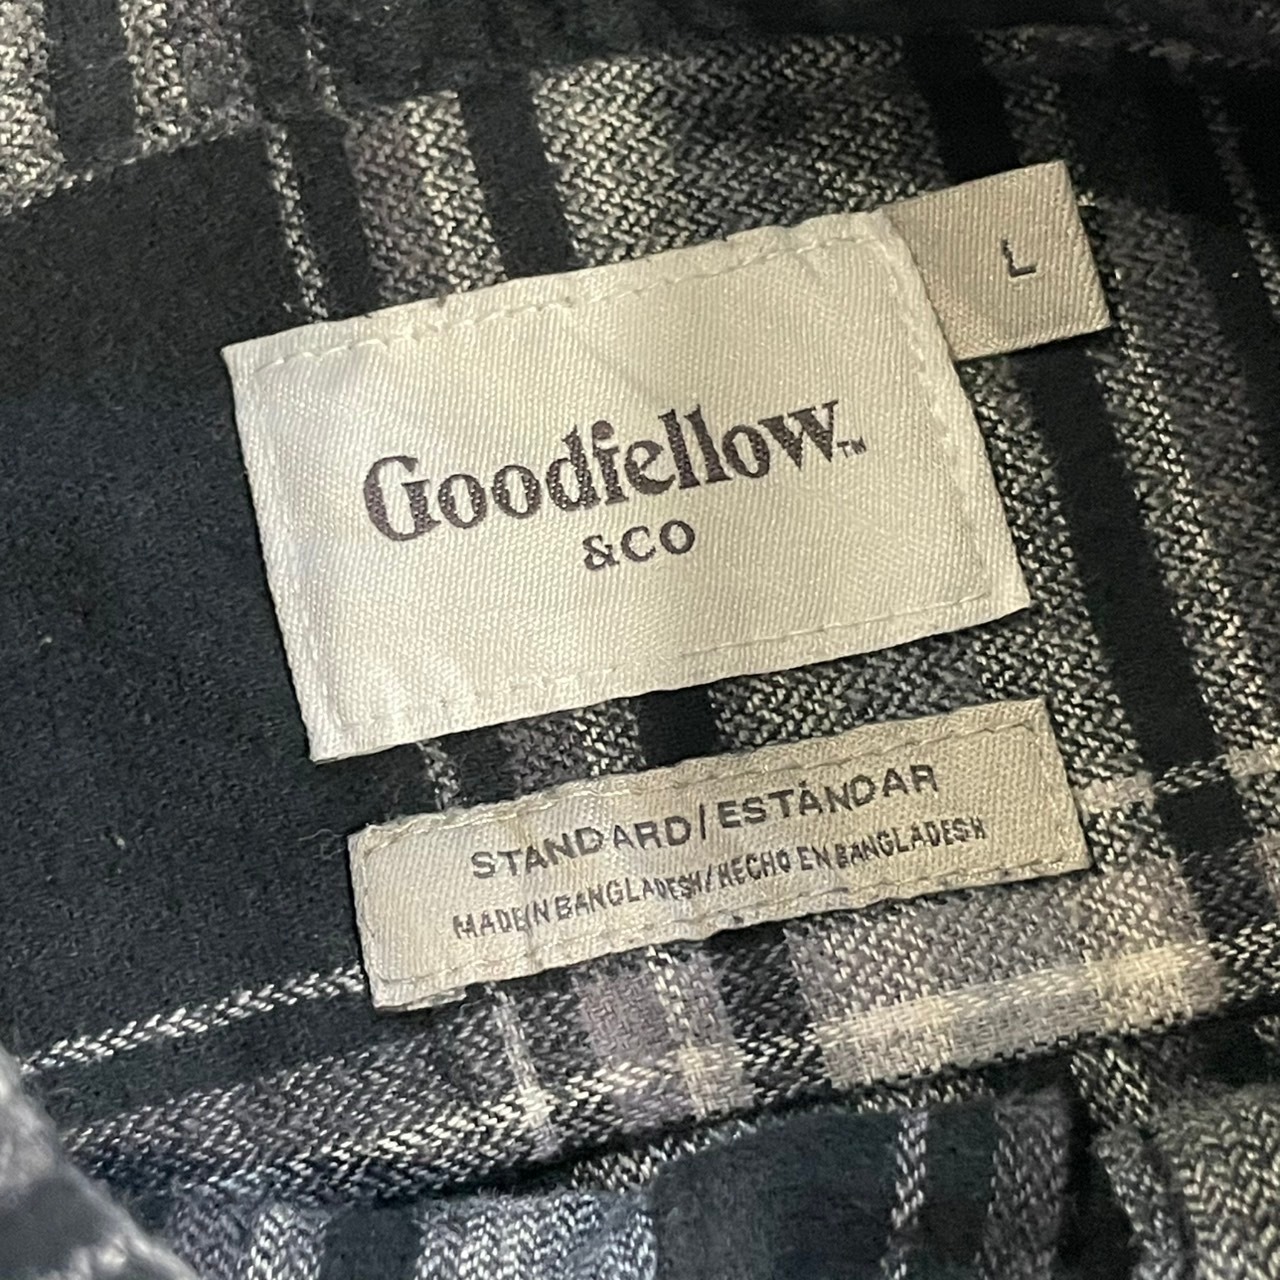 L
Goodfellow™
&CO
STANDARD/ESTÁNDAR
MADE IN BANGLADESH/HECHO EN BANGLADESH